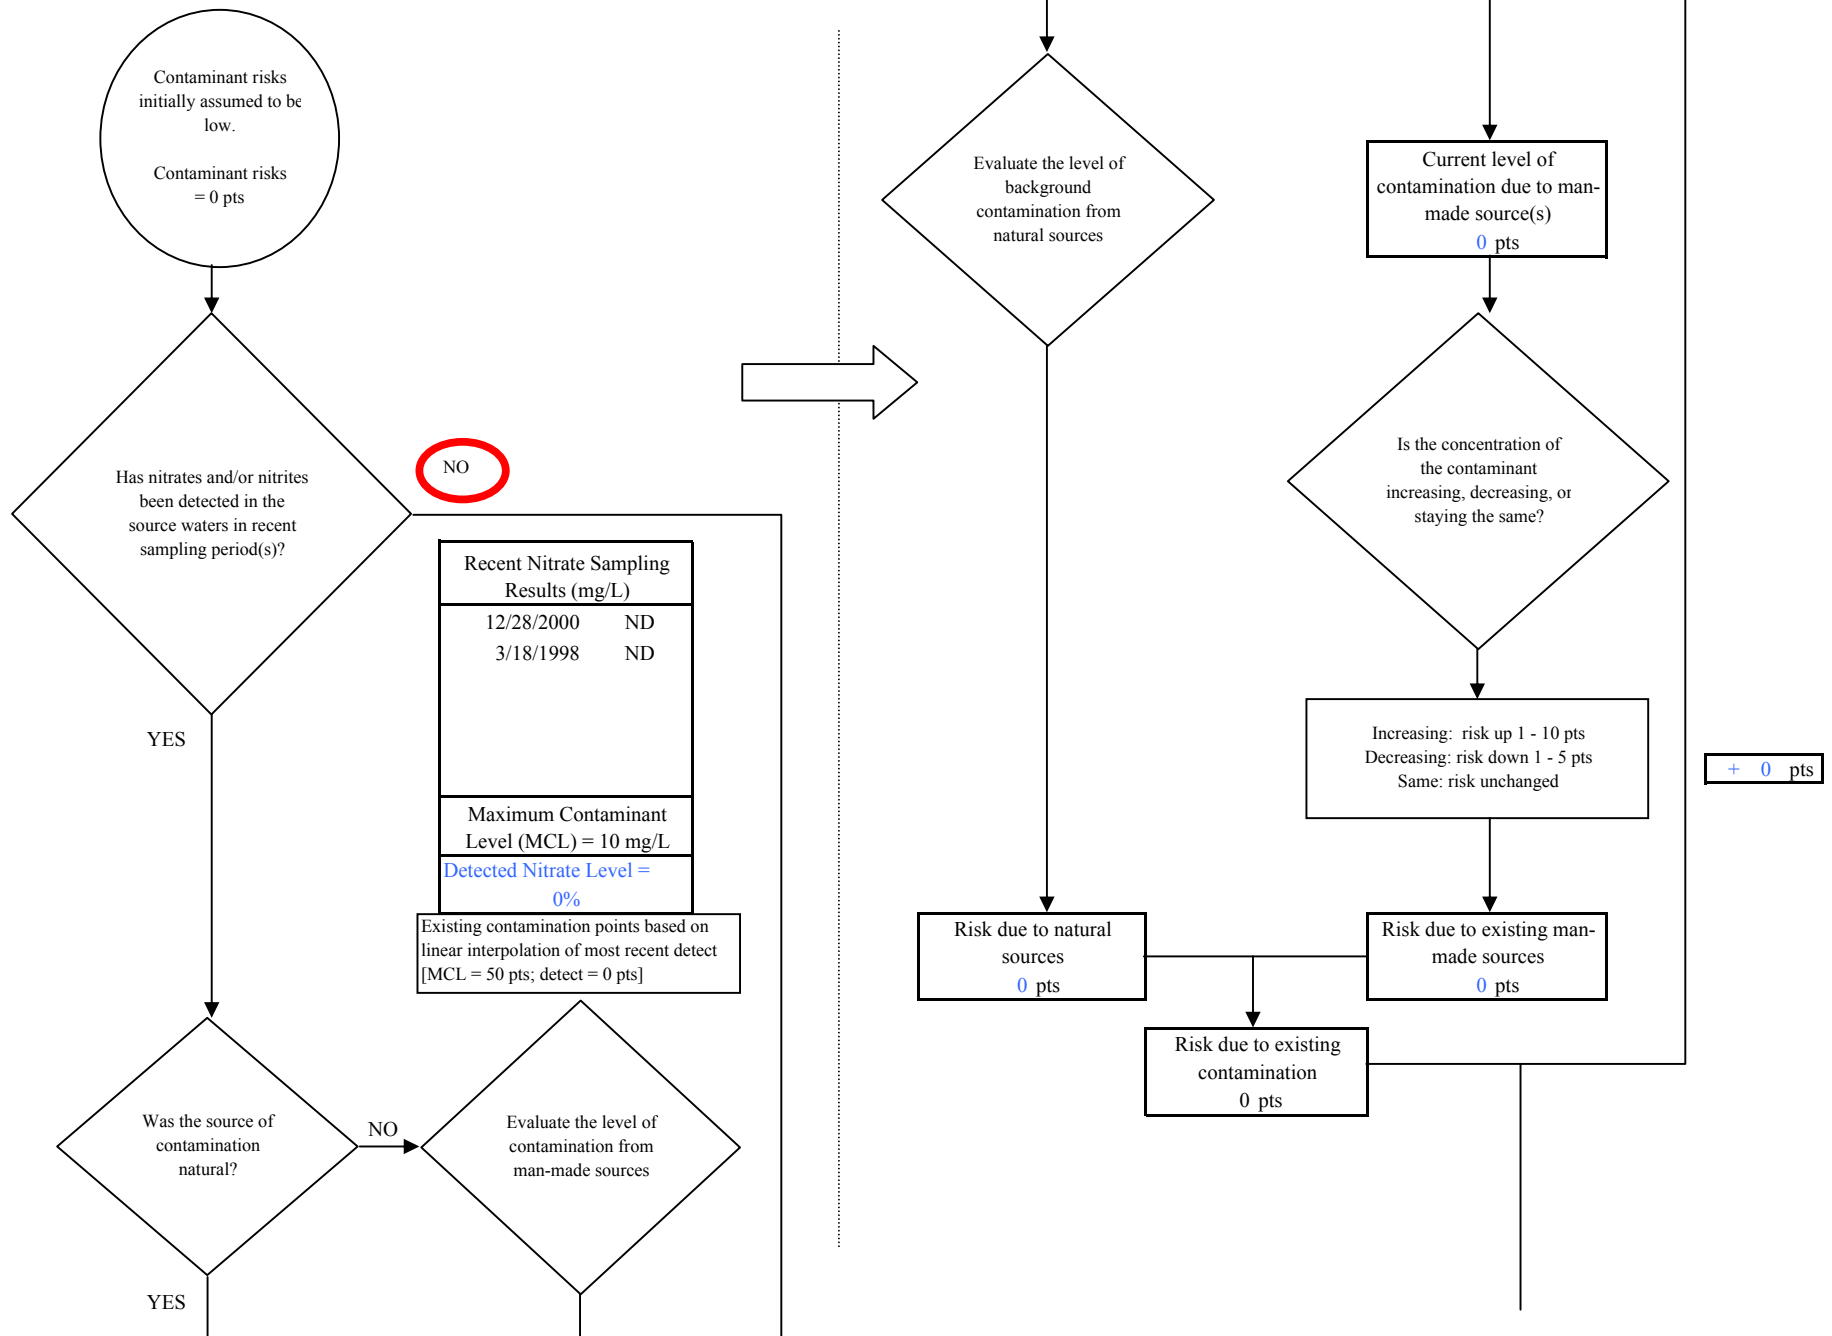 Contaminant risks
initially assumed to be
low.
Contaminant risks
= 0 pts
Has nitrates and/or nitrites
been detected in the
source waters in recent
sampling period(s)?
NO
YES
Recent Nitrate Sampling
Results (mg/L)
12/28/2000 ND
3/18/1998 ND
Maximum Contaminant
Level (MCL) = 10 mg/L
Detected Nitrate Level =
0%
Existing contamination points based on
linear interpolation of most recent detect
[MCL = 50 pts; detect = 0 pts]
Was the source of
contamination
natural?
NO
YES
Evaluate the level of
contamination from
man-made sources
Evaluate the level of
background
contamination from
natural sources
Current level of
contamination due to man-
made source(s)
0 pts
Is the concentration of
the contaminant
increasing, decreasing, or
staying the same?
Increasing: risk up 1 - 10 pts
Decreasing: risk down 1 - 5 pts
Same: risk unchanged
+ 0 pts
Risk due to natural
sources
0 pts
Risk due to existing man-
made sources
0 pts
Risk due to existing
contamination
0 pts